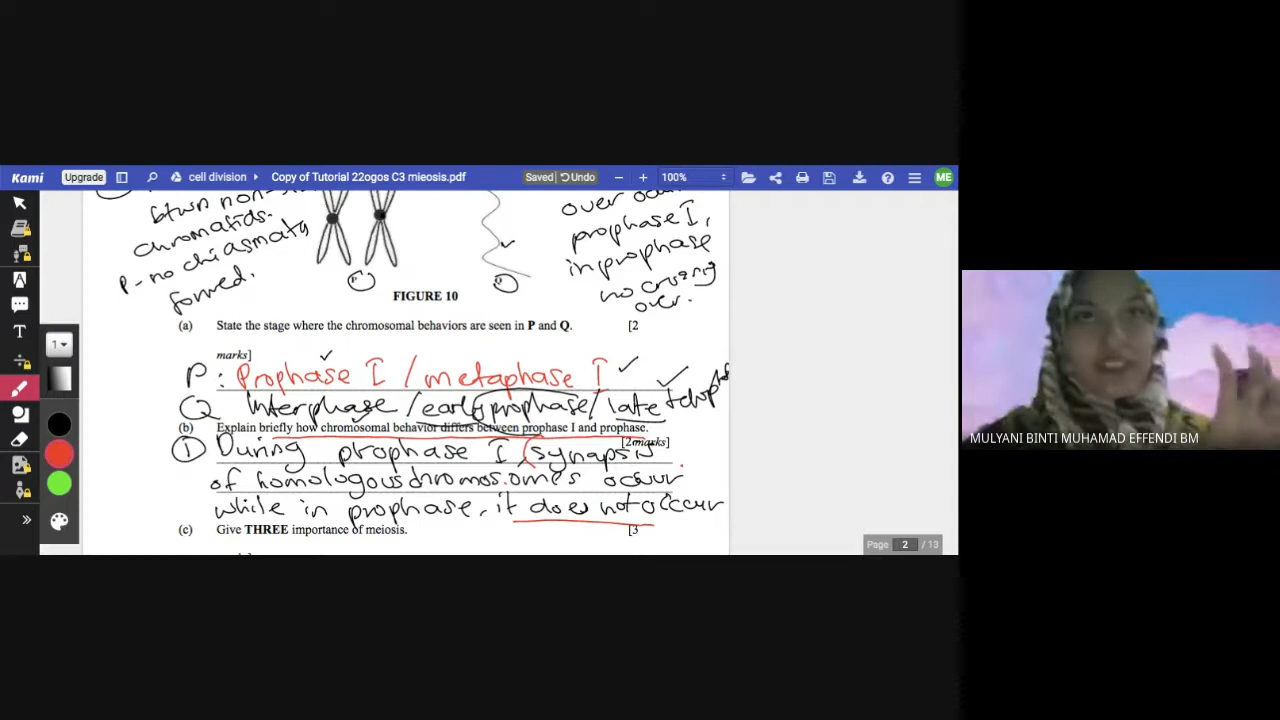 Kami Upgrade cell division Copy of Tutorial 22ogos C3 mieosis.pdf Saved Undo 100% ME
btwn non-
chromatids.
P - no chiasmata
formed.
over
prophase I,
in prophase
no crossing
over.
FIGURE 10
(a) State the stage where the chromosomal behaviors are seen in P and Q. [2
marks]
P : Prophase I / metaphase I
Q Interphase / early prophase / late
(b) Explain briefly how chromosomal behavior differs between prophase I and prophase.
[2marks]
① During prophase I, synapsis
of homologous chromosomes occur
while in prophase, it does not occur
(c) Give THREE importance of meiosis. [3
1
T
Page 2 / 13
MULYANI BINTI MUHAMAD EFFENDI BM